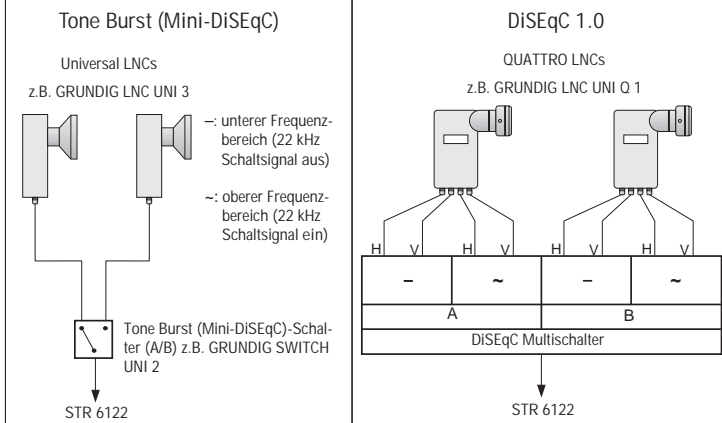 Tone Burst (Mini-DiSEqC)
Universal LNCs
z.B. GRUNDIG LNC UNI 3
–: unterer Frequenz-
bereich (22 kHz
Schaltsignal aus)
~: oberer Frequenz-
bereich (22 kHz
Schaltsignal ein)
Tone Burst (Mini-DiSEqC)-Schal-
ter (A/B) z.B. GRUNDIG SWITCH
UNI 2
STR 6122
DiSEqC 1.0
QUATTRO LNCs
z.B. GRUNDIG LNC UNI Q 1
H V H V H V H V
– ~ – ~
A B
DiSEqC Multischalter
STR 6122